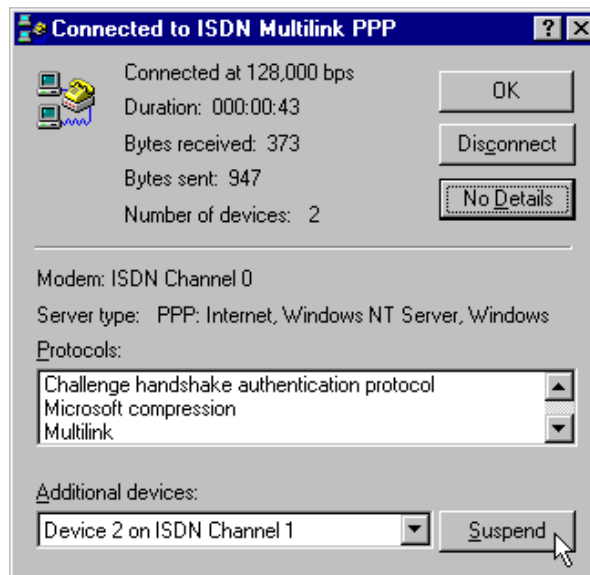 Connected to ISDN Multilink PPP
? ×
Connected at 128,000 bps
Duration: 000:00:43
Bytes received: 373
Bytes sent: 947
Number of devices: 2
OK
Disconnect
No Details
Modem: ISDN Channel 0
Server type: PPP: Internet, Windows NT Server, Windows
Protocols:
Challenge handshake authentication protocol
Microsoft compression
Multilink
Additional devices:
Device 2 on ISDN Channel 1
Suspend